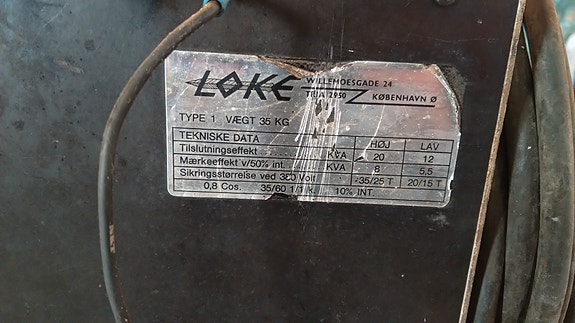 LOKE
WILLEMOESGADE 24
2950 KØBENHAVN Ø
TYPE 1 VÆGT 35 KG
TEKNISKE DATA HØJ LAV
Tilslutningseffekt KVA 20 12
Mærkeeffekt v/50% int. KVA 8 5,5
Sikringsstørrelse ved 380 Volt 35/25 T 20/15 T
0,8 Cos. 35/60 10% INT.